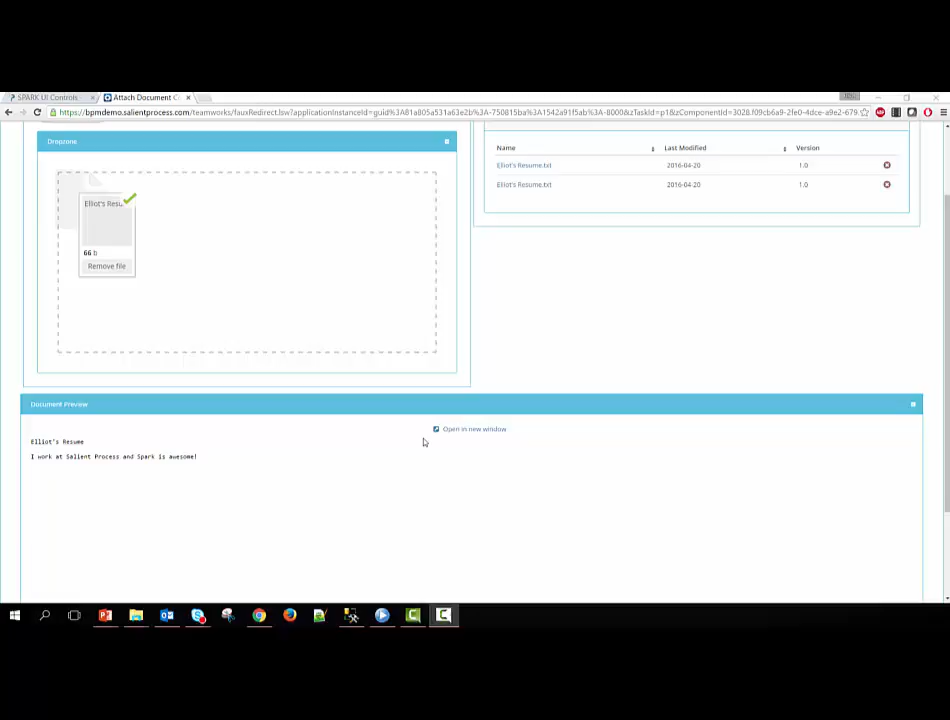 SPARK UI Controls
Attach Document C
https://bpmdemo.salientprocess.com/teamworks/fauxRedirect.lsw?applicationInstanceId=guid%3A81a805a531a63e2b%3A-750815ba%3A1542a91f5ab%3A-8000&zTaskId=p1&zComponentId=3028.f09cb6a9-2fe0-4dce-a9e2-679
Dropzone
Elliot's Resu
66 b
Remove file
Name Last Modified Version
Elliot's Resume.txt 2016-04-20 1.0
Elliot's Resume.txt 2016-04-20 1.0
Document Preview
Open in new window
Elliot's Resume
I work at Salient Process and Spark is awesome!